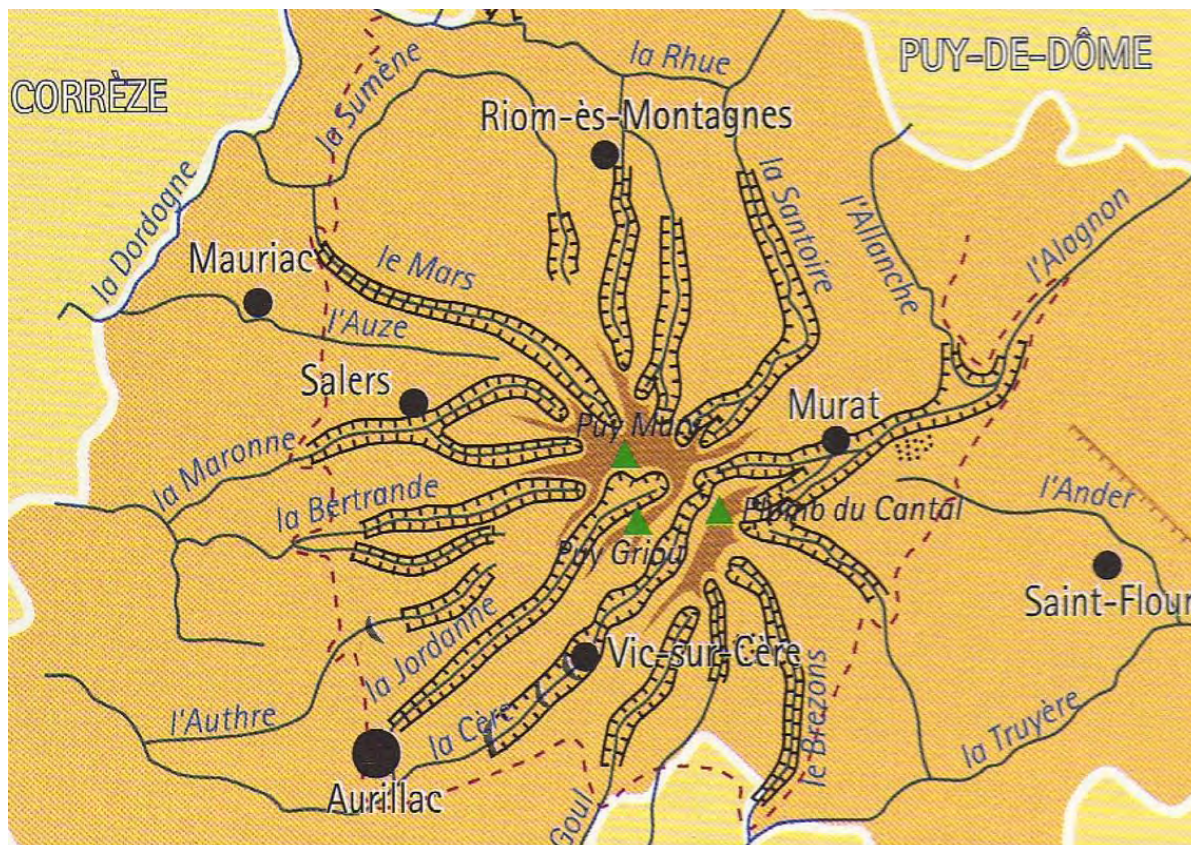 la Rhue
PUY-DE-DÔME
CORRÈZE
la Sumène
Riom-ès-Montagnes
la Santoire
l'Allanche
l'Alagnon
la Dordogne
Mauriac
le Mars
l'Auze
Salers
Murat
Puy Mary
la Maronne
la Bertrande
Plomb du Cantal
l'Ander
Puy Griou
Saint-Flour
la Jordanne
Vic-sur-Cère
le Brezons
l'Authre
la Cère
la Truyère
Aurillac
Goul